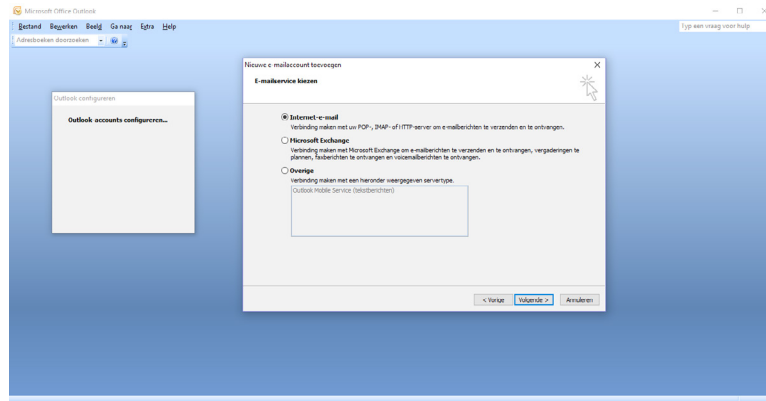 Microsoft Office Outlook
Bestand Bewerken Beeld Ga naar Extra Help
Typ een vraag voor hulp
Adresboeken doorzoeken
Nieuwe e-mailaccount toevoegen
E-mailservice kiezen
Outlook configureren
Outlook-accounts configureren...
Internet-e-mail
Verbinding maken met uw POP-, IMAP- of HTTP-server om e-mailberichten te verzenden en te ontvangen.
Microsoft Exchange
Verbinding maken met Microsoft Exchange om e-mailberichten te verzenden en te ontvangen, vergaderingen te
plannen, faxberichten te ontvangen en voicemailberichten te ontvangen.
Overige
Verbinding maken met een hieronder weergegeven servertype.
Outlook Mobile Service (tekstberichten)
< Vorige Volgende > Annuleren